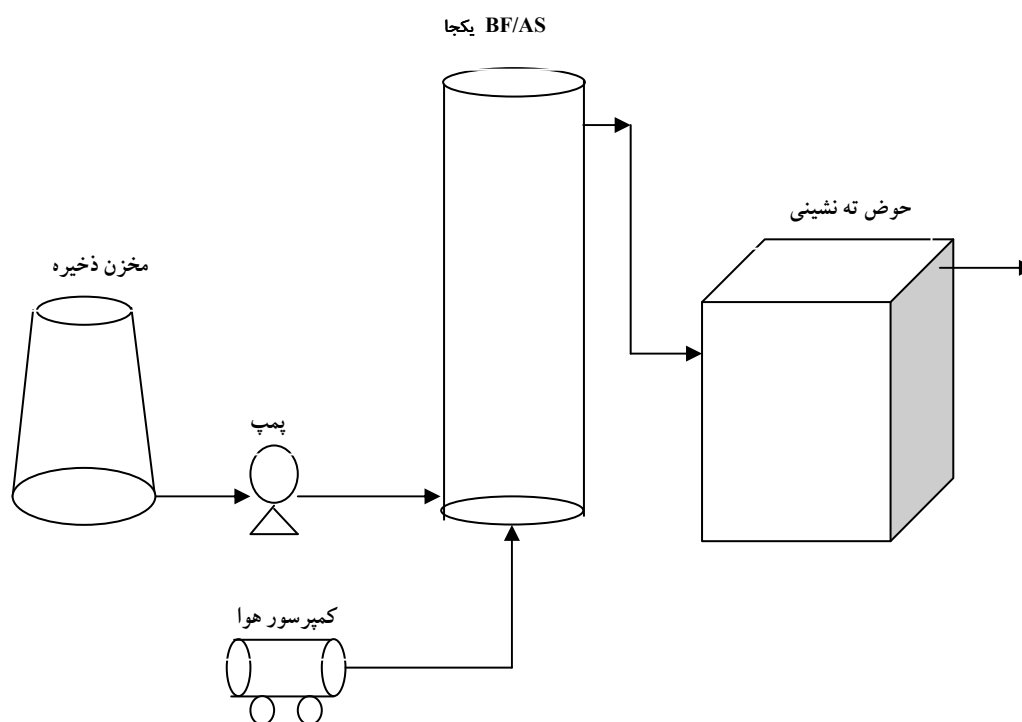 BF/AS یکجا
حوض ته نشینی
مخزن ذخیره
پمپ
کمپرسور هوا